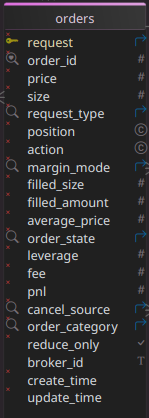 orders
request
order_id #
price #
size #
request_type
position C
action C
margin_mode
filled_size #
filled_amount #
average_price #
order_state
leverage #
fee #
pnl #
cancel_source
order_category
reduce_only
broker_id T
create_time
update_time